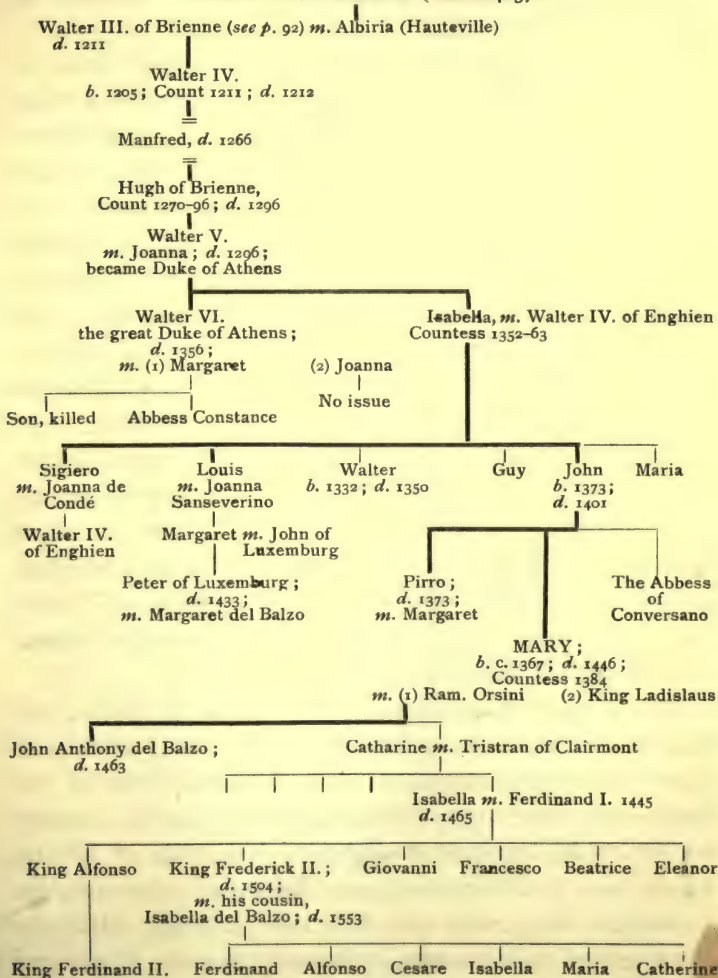 Walter III. of Brienne (see p. 92) m. Albiria (Hauteville)
d. 1211
Walter IV.
b. 1205; Count 1211; d. 1212
Manfred, d. 1266
Hugh of Brienne,
Count 1270-96; d. 1296
Walter V.
m. Joanna; d. 1296;
became Duke of Athens
Walter VI.
the great Duke of Athens;
d. 1356;
m. (1) Margaret (2) Joanna
No issue
Isabella, m. Walter IV. of Enghien
Countess 1352-63
Son, killed Abbess Constance
Sigiero
m. Joanna de
Condé
Walter IV.
of Enghien
Louis
m. Joanna
Sanseverino
Margaret m. John of
Luxemburg
Peter of Luxemburg;
d. 1433;
m. Margaret del Balzo
Walter
b. 1332; d. 1350
Guy
John
b. 1373;
d. 1401
Maria
Pirro;
d. 1373;
m. Margaret
MARY;
b. c. 1367; d. 1446;
Countess 1384
m. (1) Ram. Orsini (2) King Ladislaus
The Abbess
of
Conversano
John Anthony del Balzo;
d. 1463
Catharine m. Tristran of Clairmont
Isabella m. Ferdinand I. 1445
d. 1465
King Alfonso
King Frederick II.;
d. 1504;
m. his cousin,
Isabella del Balzo; d. 1553
Giovanni Francesco Beatrice Eleanor
King Ferdinand II. Ferdinand Alfonso Cesare Isabella Maria Catherine